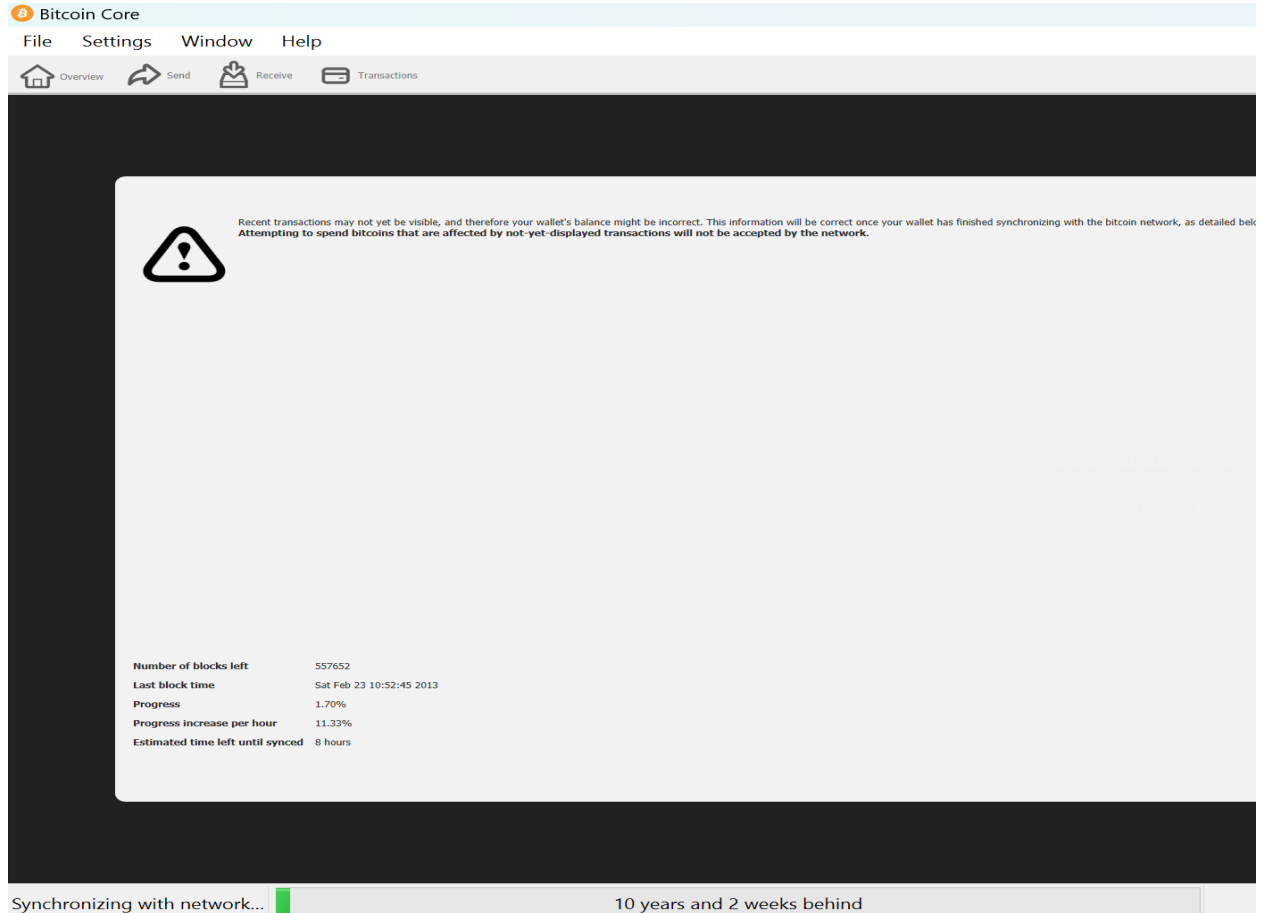 Bitcoin Core
File Settings Window Help
Overview Send Receive Transactions
Recent transactions may not yet be visible, and therefore your wallet's balance might be incorrect. This information will be correct once your wallet has finished synchronizing with the bitcoin network, as detailed
Attempting to spend bitcoins that are affected by not-yet-displayed transactions will not be accepted by the network.
Number of blocks left 557652
Last block time Sat Feb 23 10:52:45 2013
Progress 1.70%
Progress increase per hour 11.33%
Estimated time left until synced 8 hours
Synchronizing with network... 10 years and 2 weeks behind